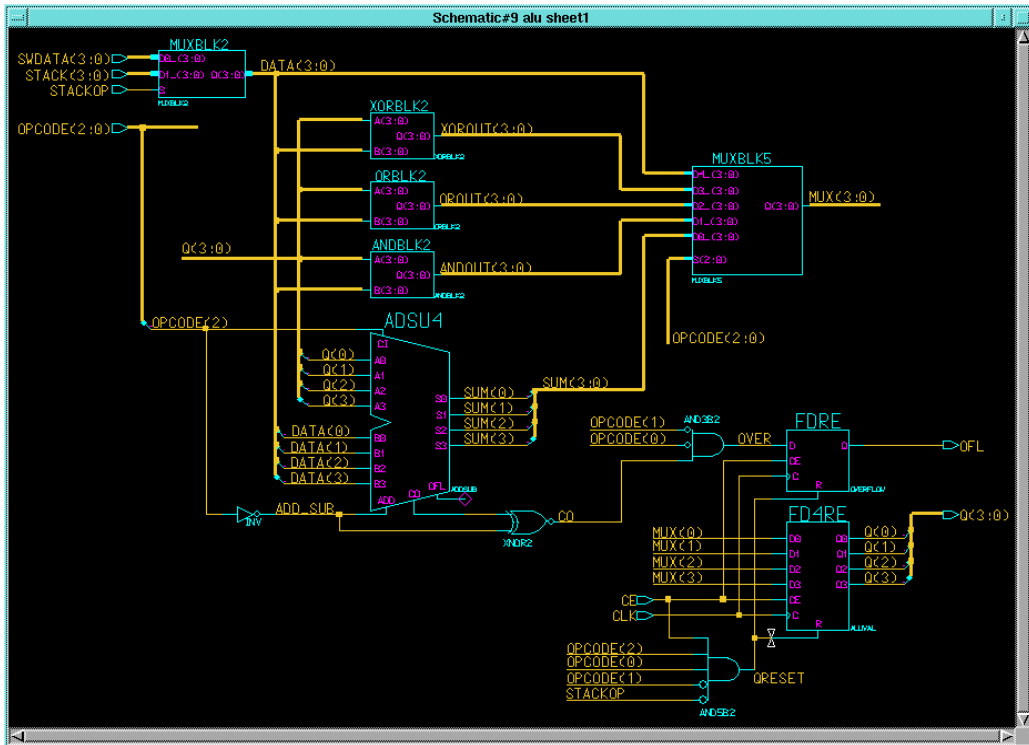 Schematic#9 alu sheet1
MUXBLK2
SWDATA(3:0)
STACK(3:0)
STACKOP
D0_(3:0)
D1_(3:0) Q(3:0)
S
MUXBLK2
DATA(3:0)
OPCODE(2:0)
XORBLK2
A(3:0)
Q(3:0)
B(3:0)
XORBLK2
XOROUT(3:0)
ORBLK2
A(3:0)
Q(3:0)
B(3:0)
ORBLK2
OROUT(3:0)
Q(3:0)
ANDBLK2
A(3:0)
Q(3:0)
B(3:0)
ANDBLK2
ANDOUT(3:0)
MUXBLK5
D4_(3:0)
D3_(3:0)
D2_(3:0) Q(3:0)
D1_(3:0)
D0_(3:0)
S(2:0)
MUXBLK5
MUX(3:0)
OPCODE(2:0)
OPCODE(2)
ADSU4
CI
Q(0) A0
Q(1) A1
Q(2) A2
Q(3) A3
DATA(0) B0
DATA(1) B1
DATA(2) B2
DATA(3) B3
S0 SUM(0)
S1 SUM(1)
S2 SUM(2)
S3 SUM(3)
SUM(3:0)
ADD CO OFL
ADDSUB
INV
ADD_SUB
XNOR2
CO
OPCODE(1)
OPCODE(0)
AND3B2
OVER
FDRE
D Q
CE
C
R
OVERFLOW
OFL
FD4RE
MUX(0) D0 Q0 Q(0)
MUX(1) D1 Q1 Q(1)
MUX(2) D2 Q2 Q(2)
MUX(3) D3 Q3 Q(3)
CE
C
R
ALUVAL
Q(3:0)
CE
CLK
OPCODE(2)
OPCODE(0)
OPCODE(1)
STACKOP
AND5B2
QRESET